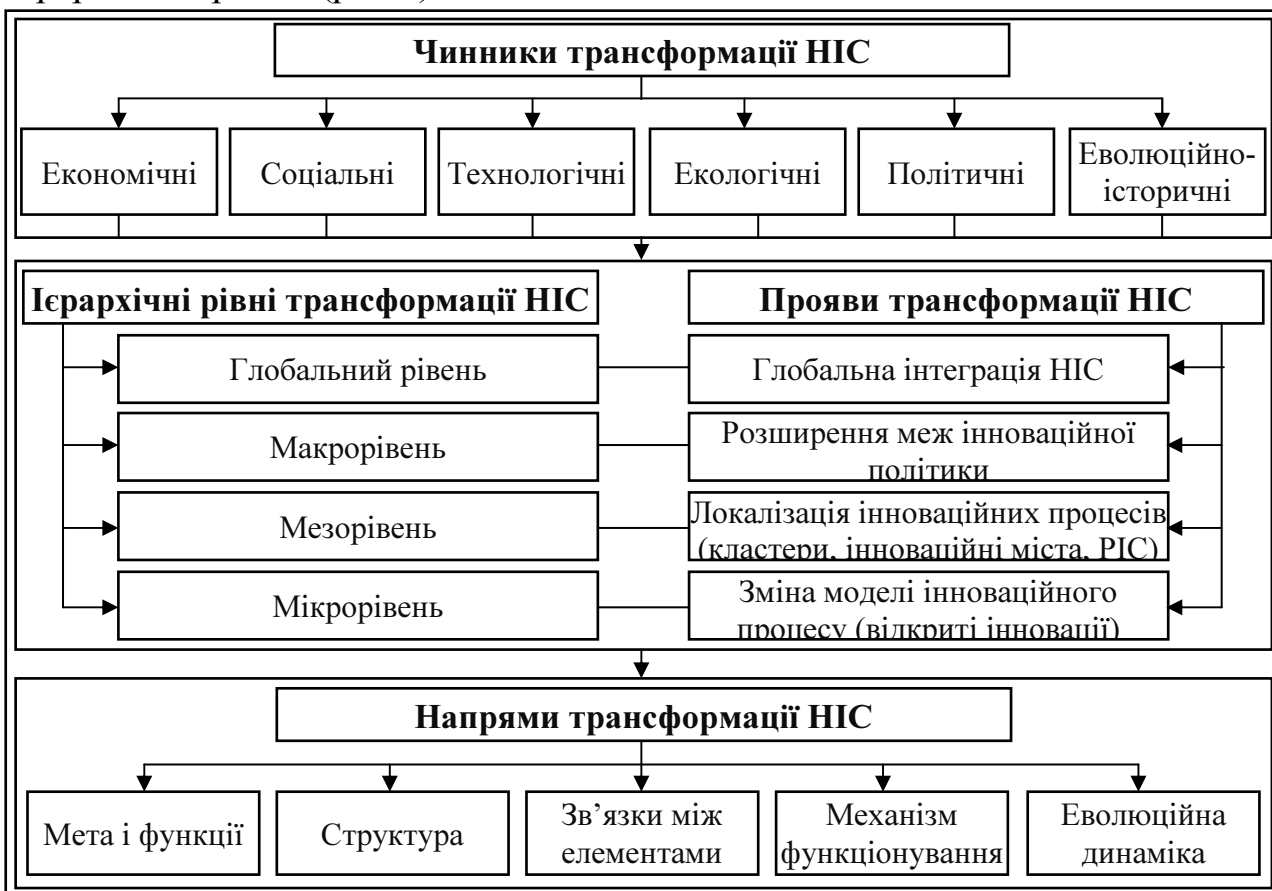 Чинники трансформації НІС
Економічні
Соціальні
Технологічні
Екологічні
Політичні
Еволюційно-
історичні
Ієрархічні рівні трансформації НІС
Прояви трансформації НІС
Глобальний рівень
Глобальна інтеграція НІС
Макрорівень
Розширення меж інноваційної
політики
Мезорівень
Локалізація інноваційних процесів
(кластери, інноваційні міста, РІС)
Мікрорівень
Зміна моделі інноваційного
процесу (відкриті інновації)
Напрями трансформації НІС
Мета і функції
Структура
Зв’язки між
елементами
Механізм
функціонування
Еволюційна
динаміка